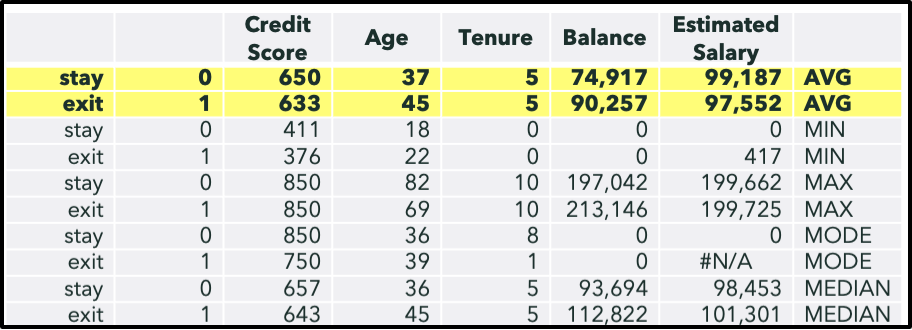 Credit Score Age Tenure Balance Estimated Salary
stay 0 650 37 5 74,917 99,187 AVG
exit 1 633 45 5 90,257 97,552 AVG
stay 0 411 18 0 0 0 MIN
exit 1 376 22 0 0 417 MIN
stay 0 850 82 10 197,042 199,662 MAX
exit 1 850 69 10 213,146 199,725 MAX
stay 0 850 36 8 0 0 MODE
exit 1 750 39 1 0 #N/A MODE
stay 0 657 36 5 93,694 98,453 MEDIAN
exit 1 643 45 5 112,822 101,301 MEDIAN